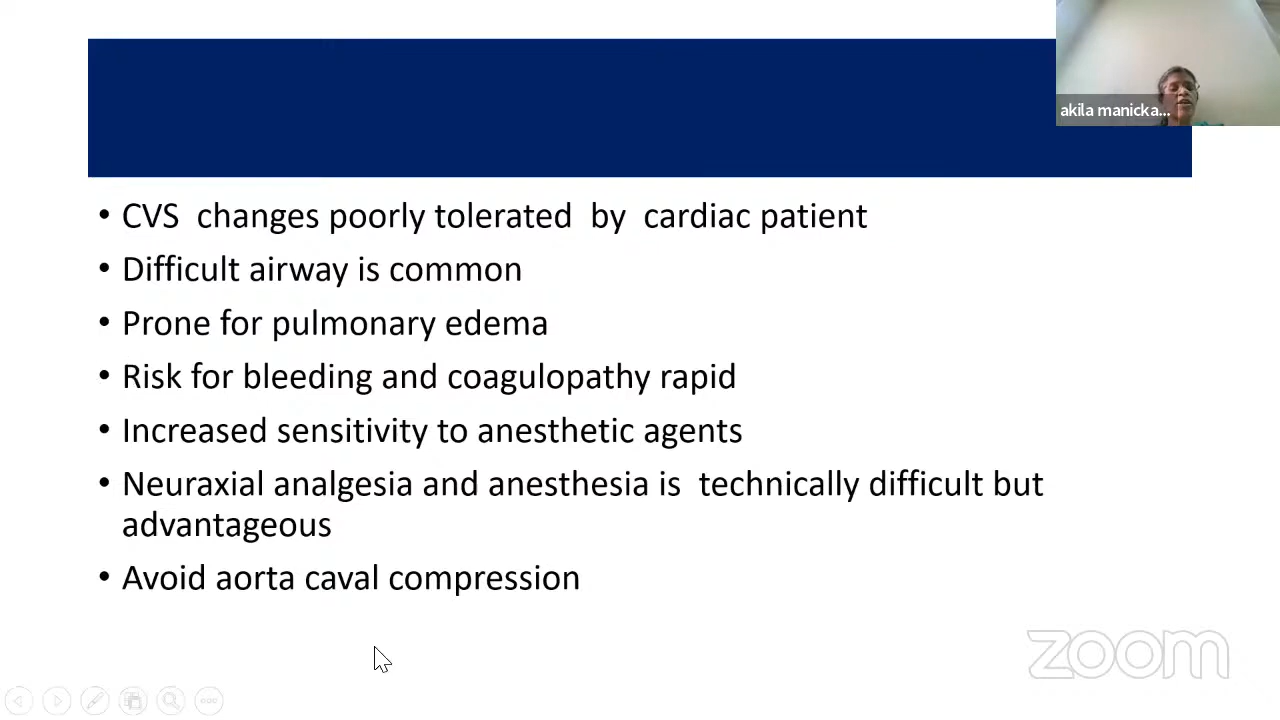 akila manicka...
• CVS changes poorly tolerated by cardiac patient
• Difficult airway is common
• Prone for pulmonary edema
• Risk for bleeding and coagulopathy rapid
• Increased sensitivity to anesthetic agents
• Neuraxial analgesia and anesthesia is technically difficult but
advantageous
• Avoid aorta caval compression
zoom